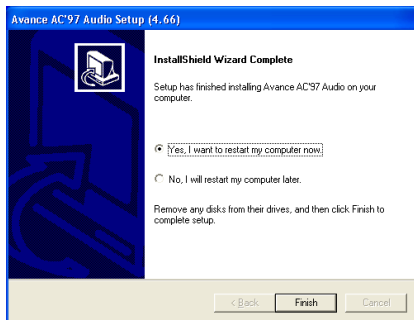 Avance AC'97 Audio Setup (4.66)
InstallShield Wizard Complete
Setup has finished installing Avance AC'97 Audio on your
computer.
Yes, I want to restart my computer now.
No, I will restart my computer later.
Remove any disks from their drives, and then click Finish to
complete setup.
< Back Finish Cancel